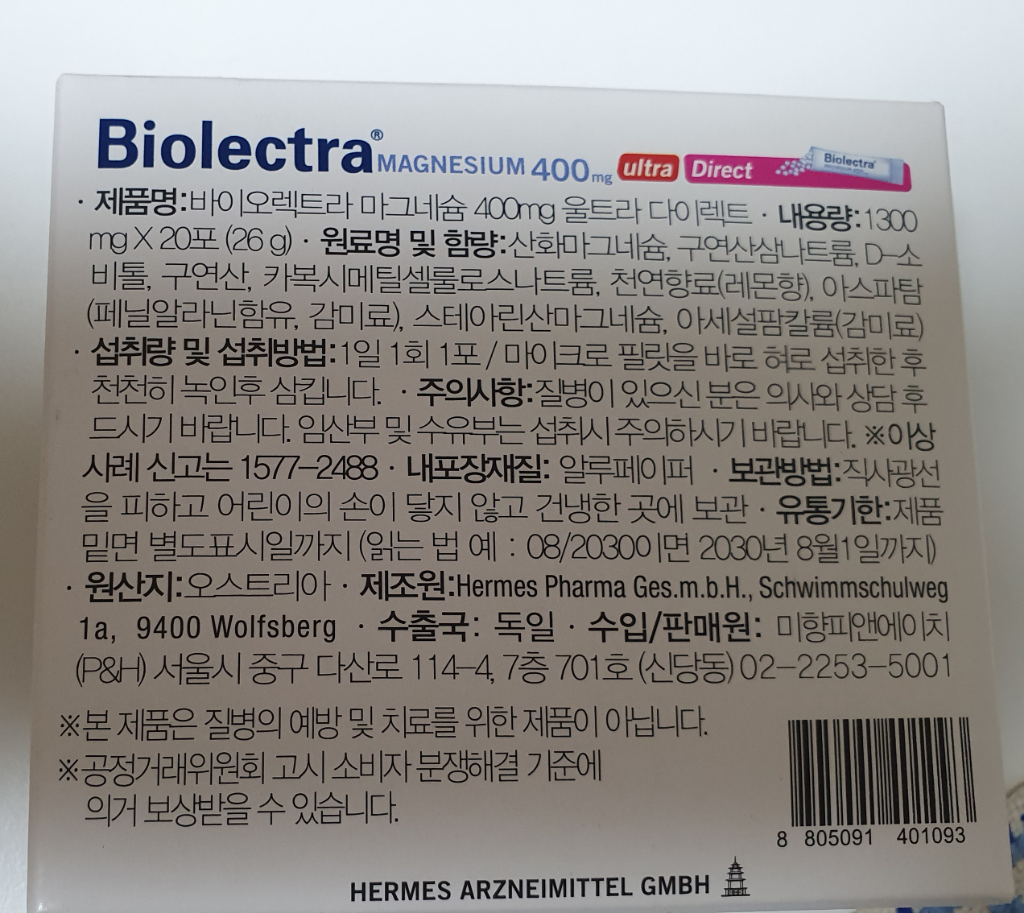 Biolectra® MAGNESIUM 400mg ultra Direct Biolectra
· 제품명:바이오렉트라 마그네슘 400mg 울트라 다이렉트 · 내용량:1300
mg X 20포 (26 g) · 원료명 및 함량:산화마그네슘, 구연산삼나트륨, D-소
비톨, 구연산, 카복시메틸셀룰로스나트륨, 천연향료(레몬향), 아스파탐
(페닐알라닌함유, 감미료), 스테아린산마그네슘, 아세설팜칼륨(감미료)
· 섭취량 및 섭취방법:1일 1회 1포 / 마이크로 필릿을 바로 혀로 섭취한 후
천천히 녹인후 삼킵니다. · 주의사항:질병이 있으신 분은 의사와 상담 후
드시기 바랍니다. 임산부 및 수유부는 섭취시 주의하시기 바랍니다. ※이상
사례 신고는 1577-2488 · 내포장재질: 알루페이퍼 · 보관방법:직사광선
을 피하고 어린이의 손이 닿지 않고 건냉한 곳에 보관 · 유통기한:제품
밑면 별도표시일까지 (읽는 법 예 : 08/2030이면 2030년 8월1일까지)
· 원산지:오스트리아 · 제조원:Hermes Pharma Ges.m.b.H., Schwimmschulweg
1a, 9400 Wolfsberg · 수출국: 독일 · 수입/판매원: 미향피앤에이치
(P&H) 서울시 중구 다산로 114-4, 7층 701호 (신당동) 02-2253-5001
※본 제품은 질병의 예방 및 치료를 위한 제품이 아닙니다.
※공정거래위원회 고시 소비자 분쟁해결 기준에
의거 보상받을 수 있습니다.
8 805091 401093
HERMES ARZNEIMITTEL GMBH